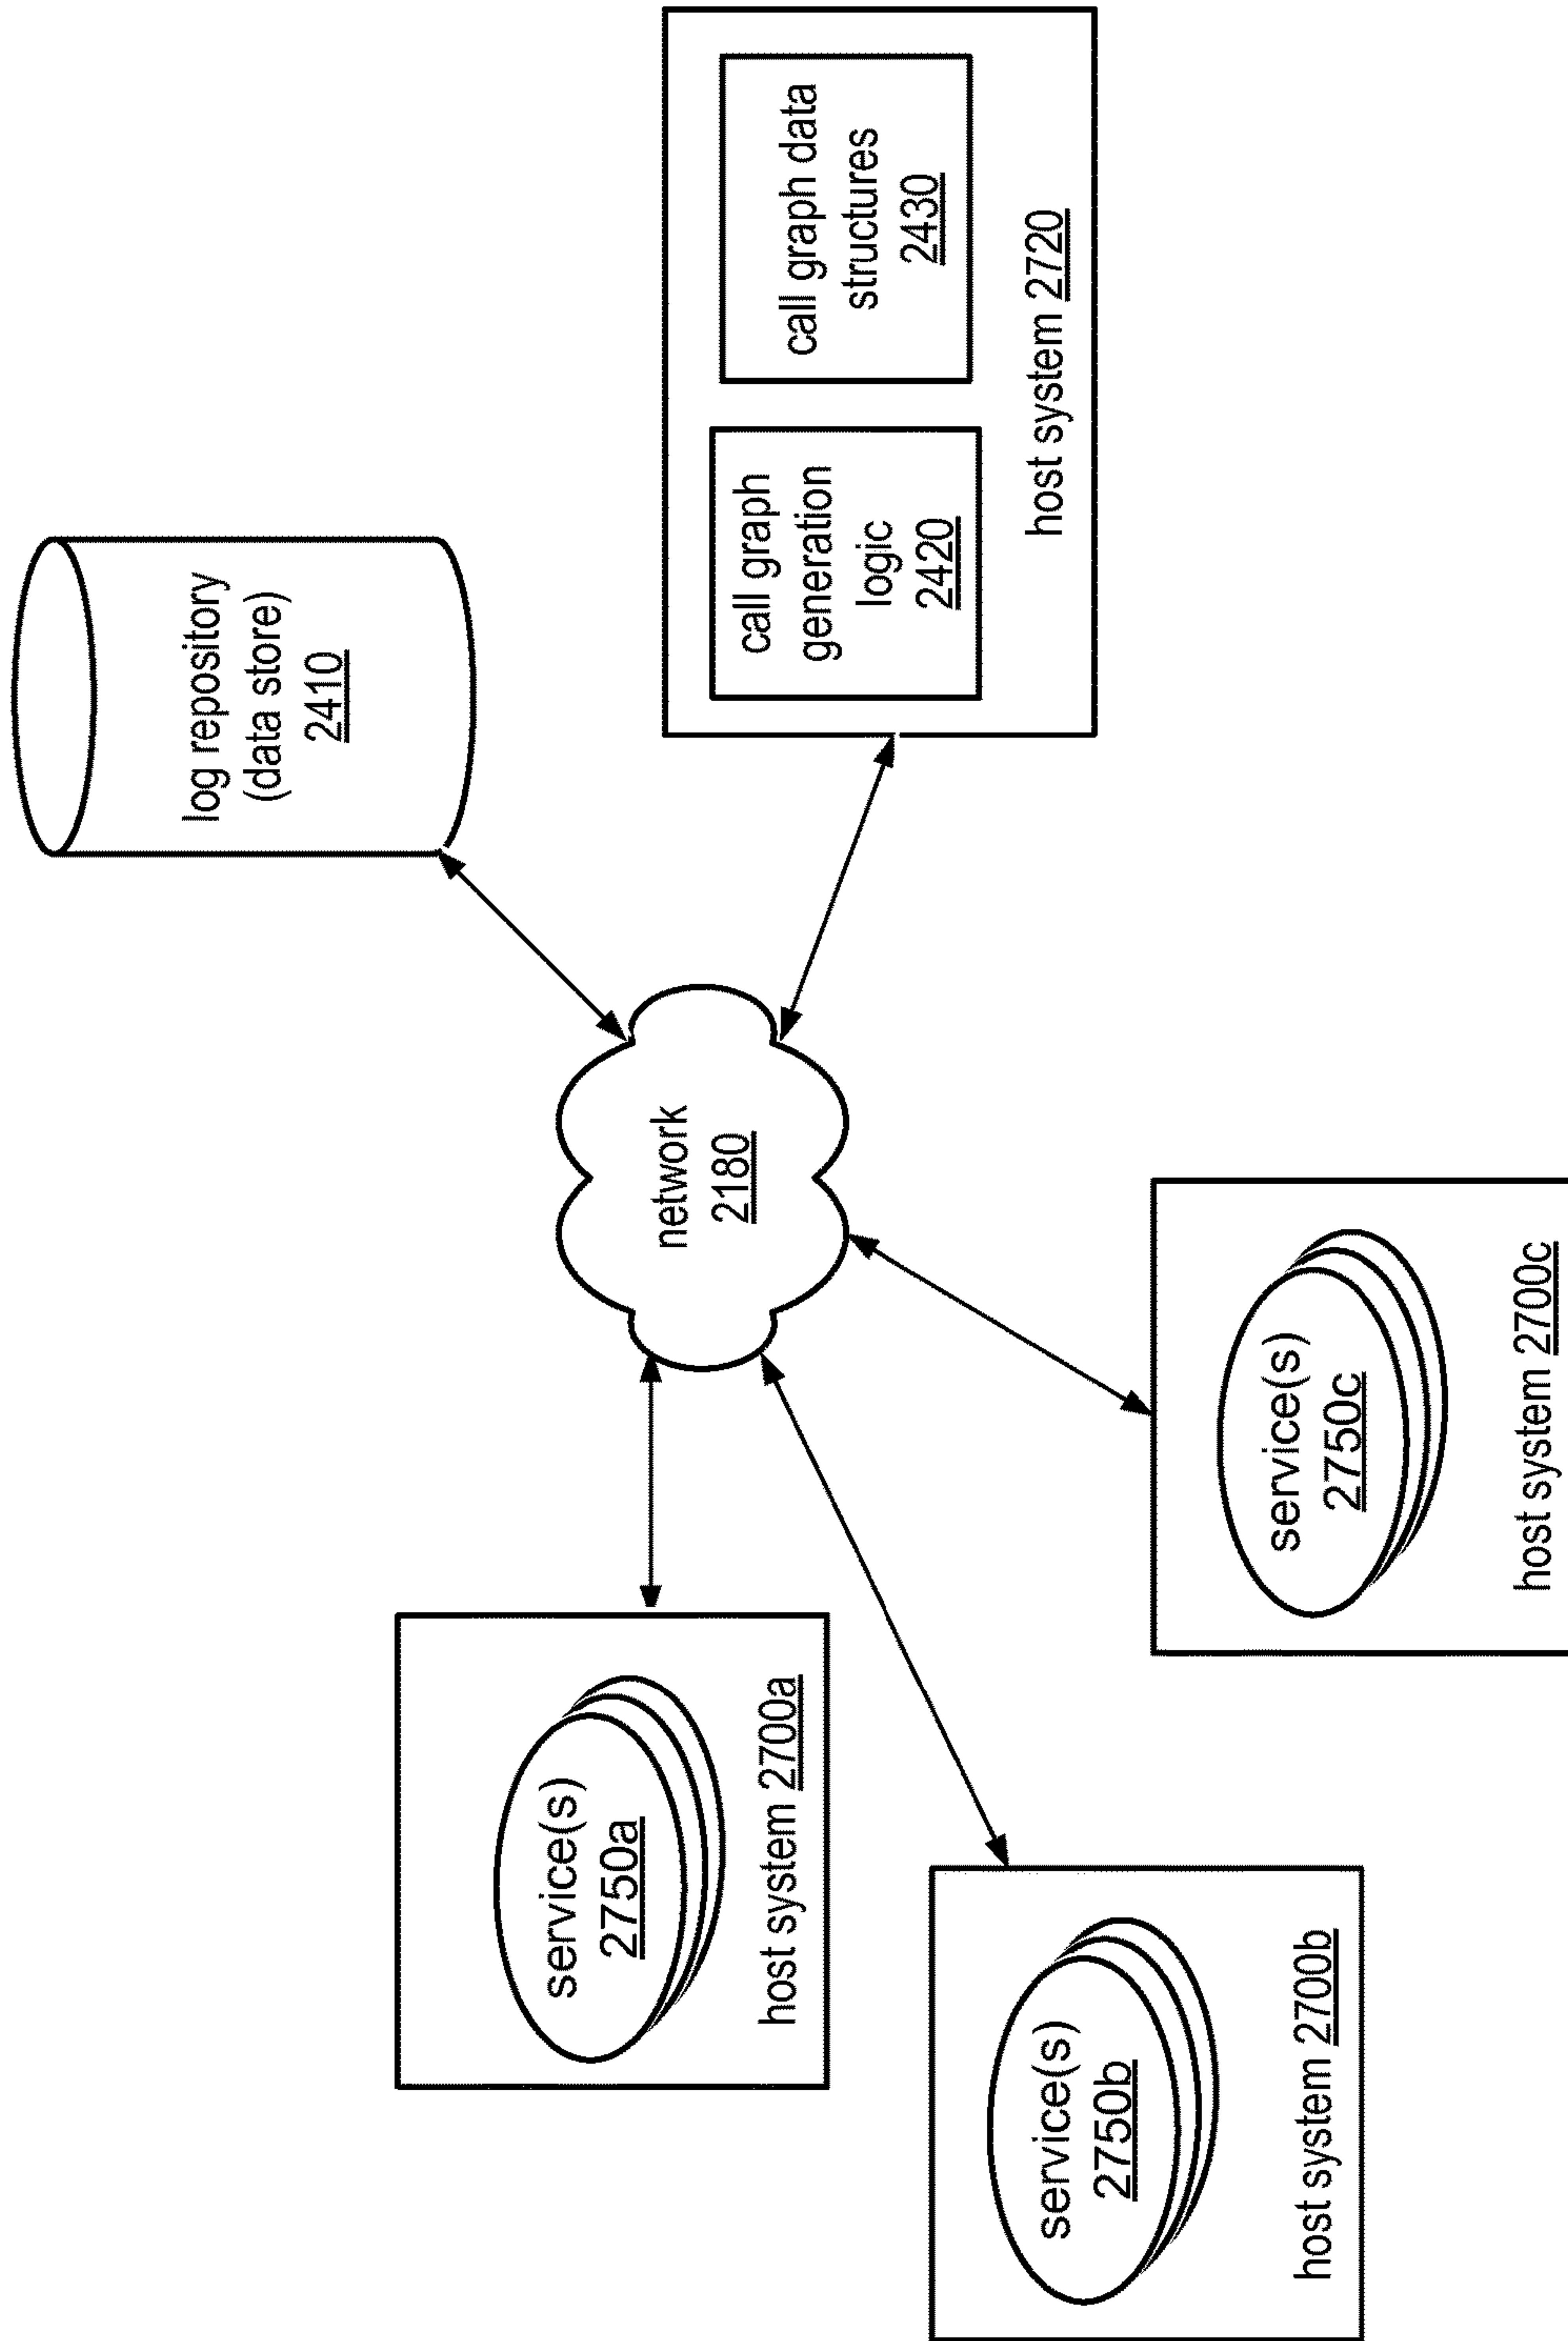 log repository
(data store)
2410
call graph
generation
logic
2420
call graph data
structures
2430
host system 2720
network
2180
service(s)
2750a
host system 2700a
service(s)
2750b
host system 2700b
service(s)
2750c
host system 2700c